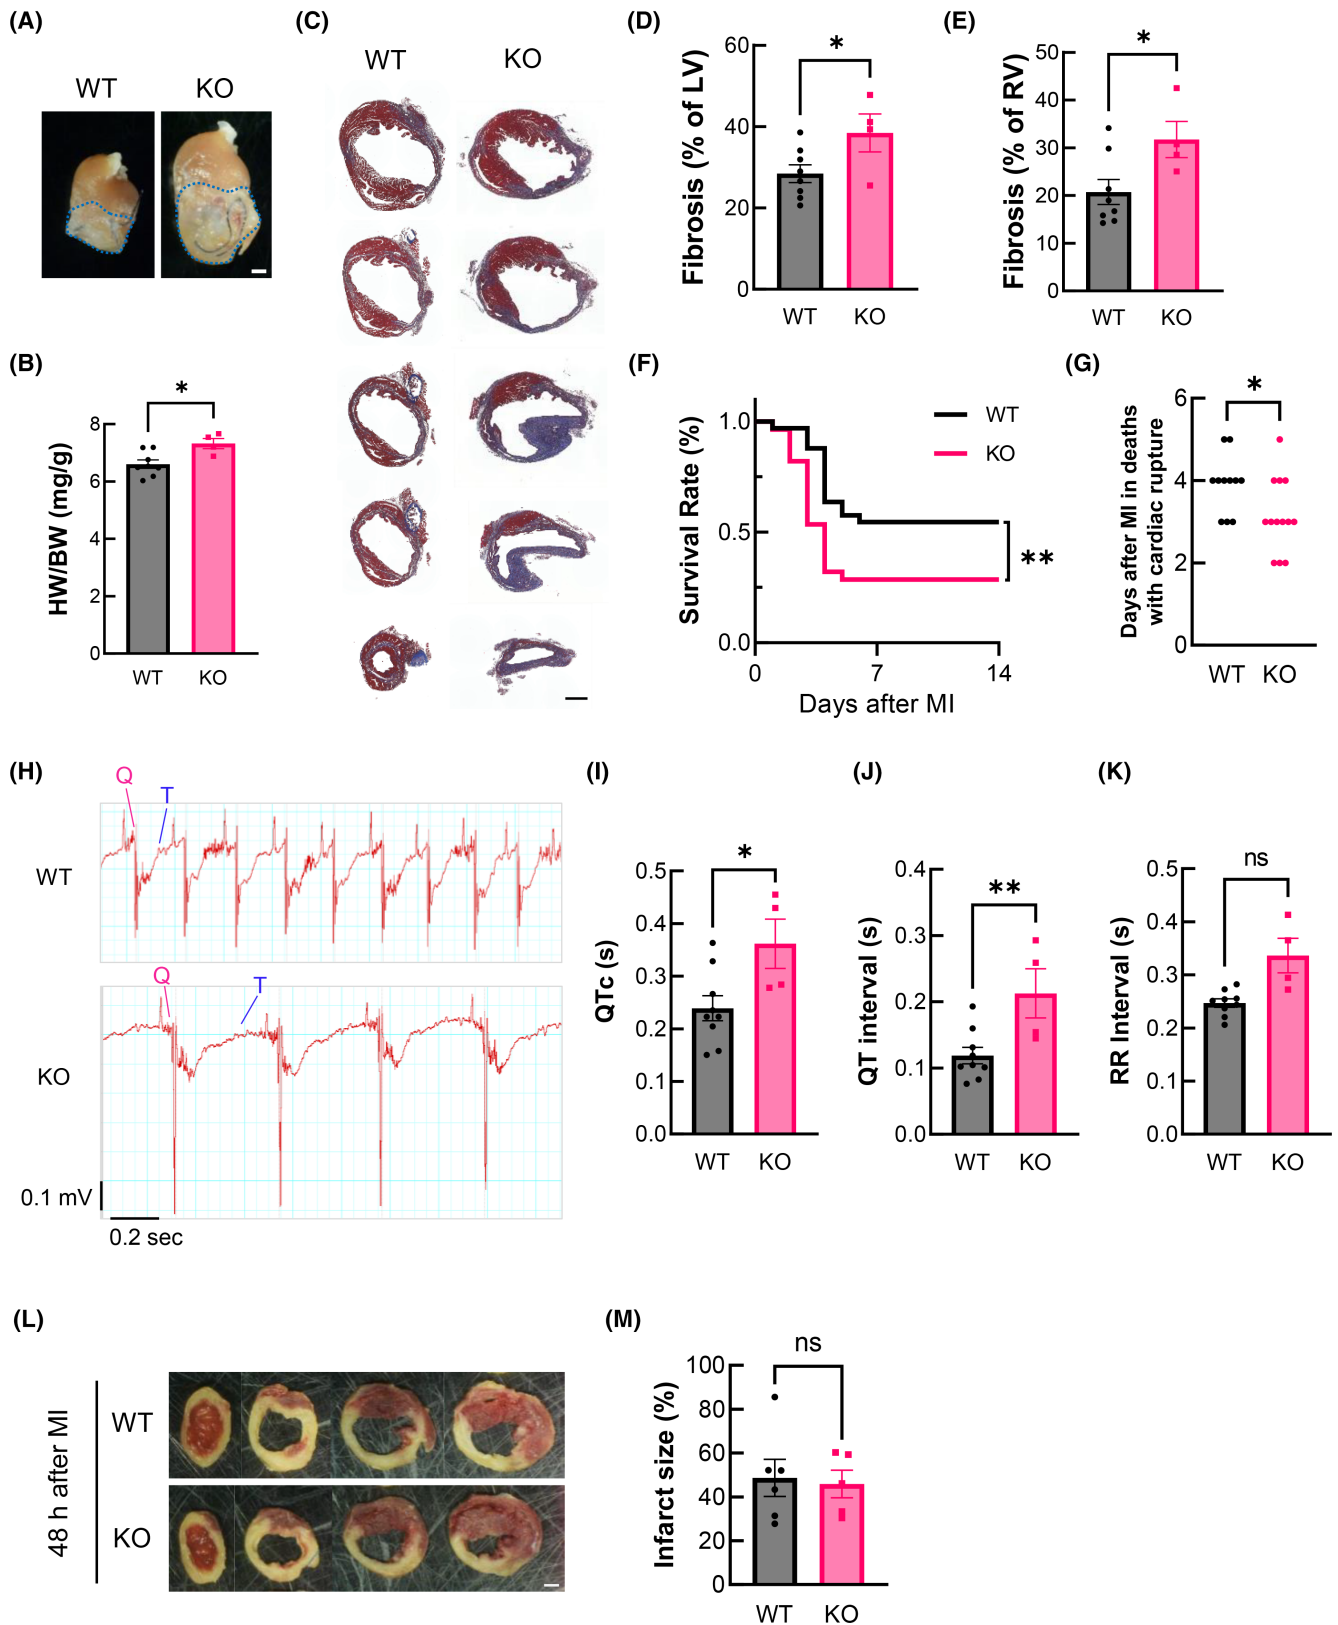 (A)
WT
KO
(B)
HW/BW (mg/g)
8
6
4
2
0
*
WT
KO
(C)
WT
KO
(D)
Fibrosis (% of LV)
60
40
20
0
*
WT
KO
(E)
Fibrosis (% of RV)
50
40
30
20
10
0
*
WT
KO
(F)
Survival Rate (%)
1.0
0.5
0.0
0
7
14
Days after MI
WT
KO
**
(G)
Days after MI in deaths
with cardiac rupture
6
4
2
0
*
WT
KO
(H)
Q
T
WT
Q
T
KO
0.1 mV
0.2 sec
(I)
QTc (s)
0.5
0.4
0.3
0.2
0.1
0.0
*
WT
KO
(J)
QT interval (s)
0.4
0.3
0.2
0.1
0.0
**
WT
KO
(K)
RR Interval (s)
0.5
0.4
0.3
0.2
0.1
0.0
ns
WT
KO
(L)
48 h after MI
WT
KO
(M)
Infarct size (%)
100
80
60
40
20
0
ns
WT
KO